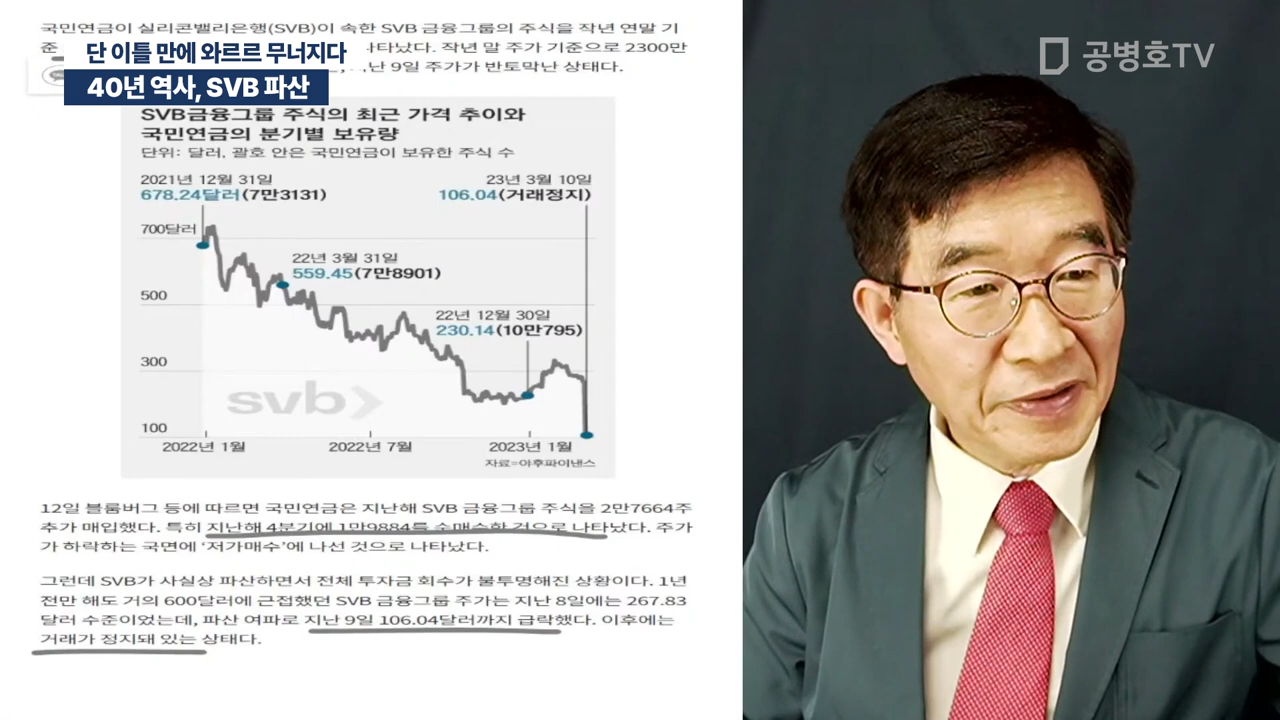 국민연금이 실리콘밸리은행(SVB)이 속한 SVB 금융그룹의 주식을 작년 연말 기
준
나타났다. 작년 말 주가 기준으로 2300만
지난 9일 주가가 반토막난 상태다.
단 이틀 만에 와르르 무너지다
40년 역사, SVB 파산
공병호TV
SVB금융그룹 주식의 최근 가격 추이와
국민연금의 분기별 보유량
단위: 달러, 괄호 안은 국민연금이 보유한 주식 수
2021년 12월 31일
678.24달러(7만3131)
23년 3월 10일
106.04(거래정지)
700달러
22년 3월 31일
559.45(7만8901)
500
22년 12월 30일
230.14(10만795)
300
svb
100
2022년 1월
2022년 7월
2023년 1월
자료=야후파이낸스
12일 블룸버그 등에 따르면 국민연금은 지난해 SVB 금융그룹 주식을 2만7664주
추가 매입했다. 특히 지난해 4분기에 1만9884를 순매수한 것으로 나타났다. 주가
가 하락하는 국면에 '저가매수'에 나선 것으로 나타났다.
그런데 SVB가 사실상 파산하면서 전체 투자금 회수가 불투명해진 상황이다. 1년
전만 해도 거의 600달러에 근접했던 SVB 금융그룹 주가는 지난 8일에는 267.83
달러 수준이었는데, 파산 여파로 지난 9일 106.04달러까지 급락했다. 이후에는
거래가 정지돼 있는 상태다.